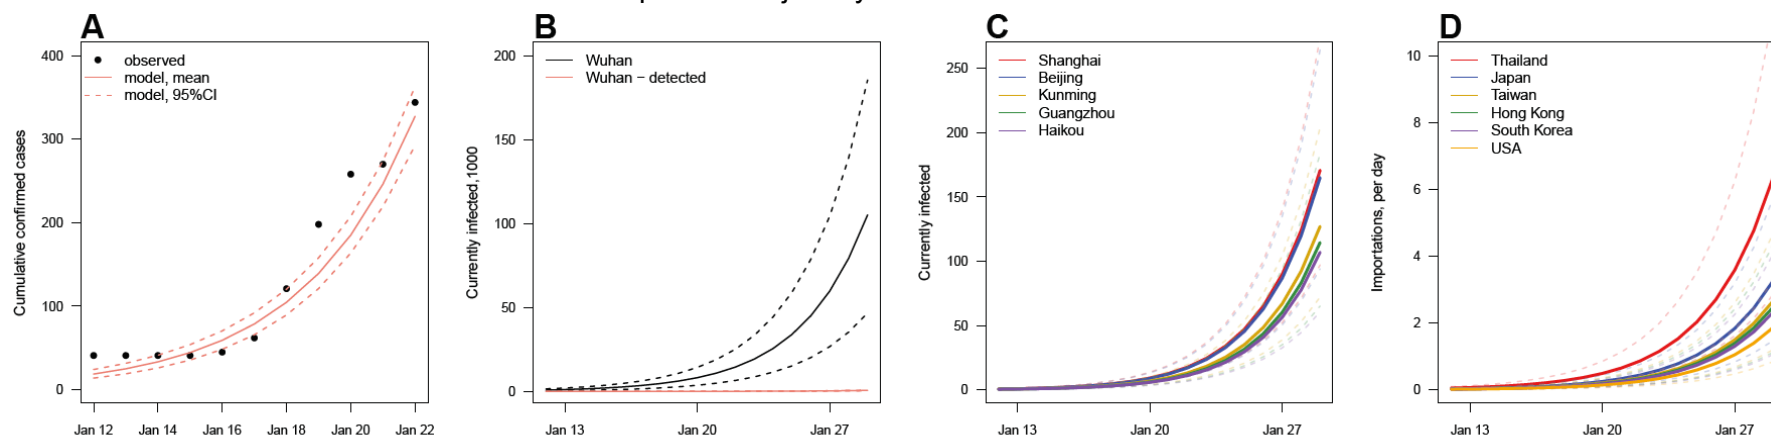 A
Cumulative confirmed cases
400
300
200
100
0
observed
model, mean
model, 95%CI
Jan 12
Jan 14
Jan 16
Jan 18
Jan 20
Jan 22
B
Currently infected,1000
200
150
100
50
0
Wuhan
Wuhan − detected
Jan 13
Jan 20
Jan 27
C
Currently infected
250
200
150
100
50
0
Shanghai
Beijing
Kunming
Guangzhou
Haikou
Jan 13
Jan 20
Jan 27
D
Importations, per day
10
8
6
4
2
0
Thailand
Japan
Taiwan
Hong Kong
South Korea
USA
Jan 13
Jan 20
Jan 27